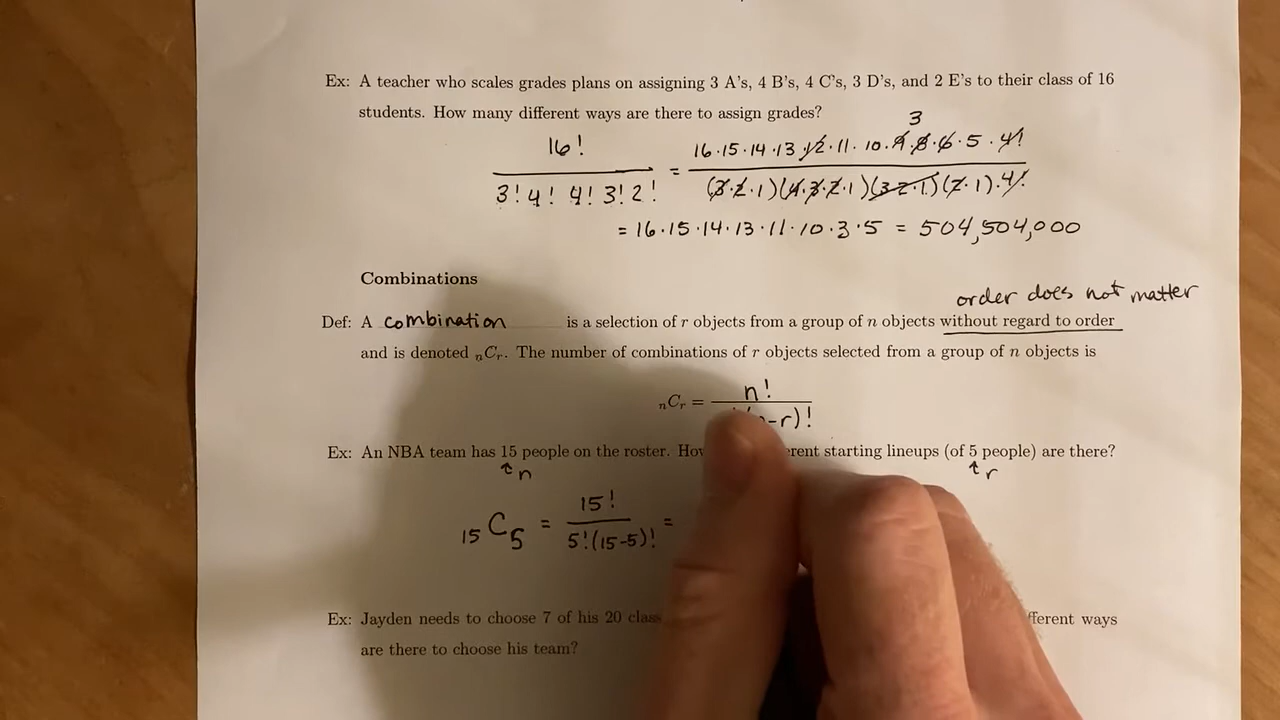 Ex: A teacher who scales grades plans on assigning 3 A's, 4 B's, 4 C's, 3 D's, and 2 E's to their class of 16
students. How many different ways are there to assign grades?
3
16! / 3! 4! 4! 3! 2! = 16·15·14·13·12·11·10·9·8·6·5·4! / (3·2·1)(4·3·2·1)(3·2·1)(2·1)·4!
= 16·15·14·13·11·10·3·5 = 504,504,000
Combinations
order does not matter
Def: A combination is a selection of r objects from a group of n objects without regard to order
and is denoted nCr. The number of combinations of r objects selected from a group of n objects is
nCr = n! / -r)!
Ex: An NBA team has 15 people on the roster. starting lineups (of 5 people) are there?
↑ n ↑ r
15 C 5 = 15! / 5!(15-5)! =
Ex: Jayden needs to choose 7 of his 20 ways
are there to choose his team?